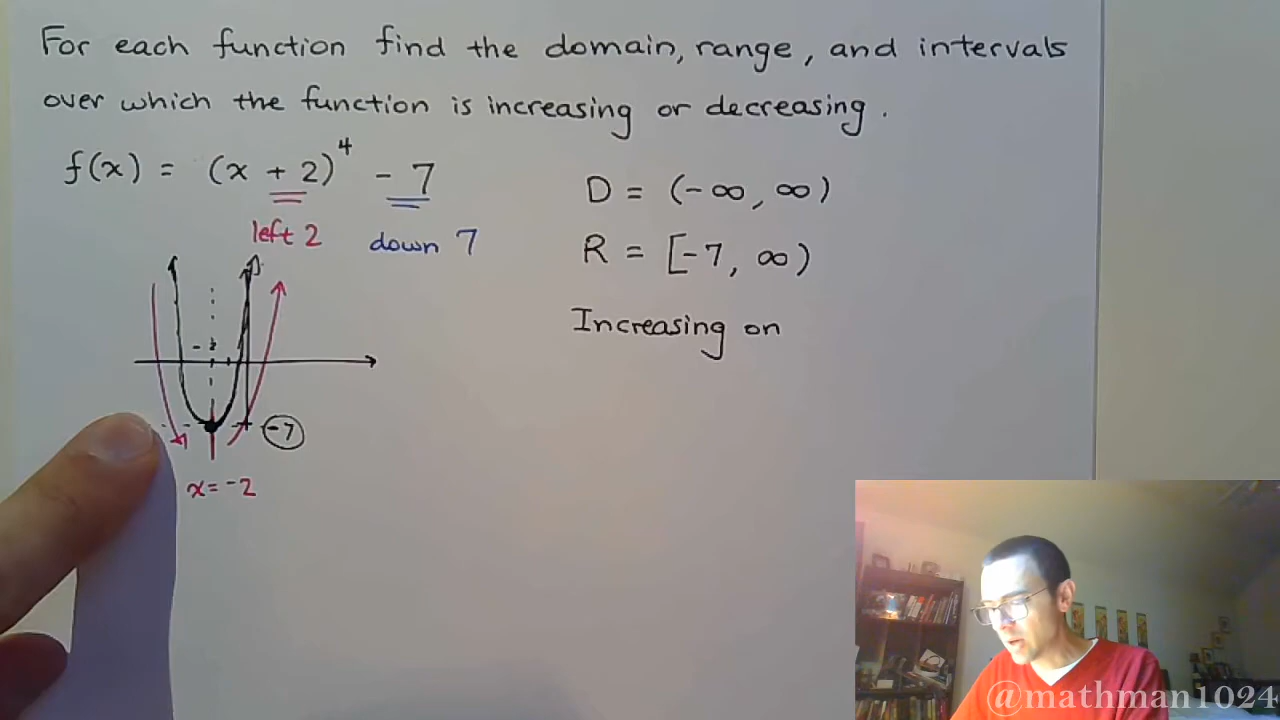 For each function find the domain, range, and intervals
over which the function is increasing or decreasing.
f(x) = (x + 2)^4 - 7
left 2
down 7
-2
-7
x = -2
D = (-∞, ∞)
R = [-7, ∞)
Increasing on
@mathman1024